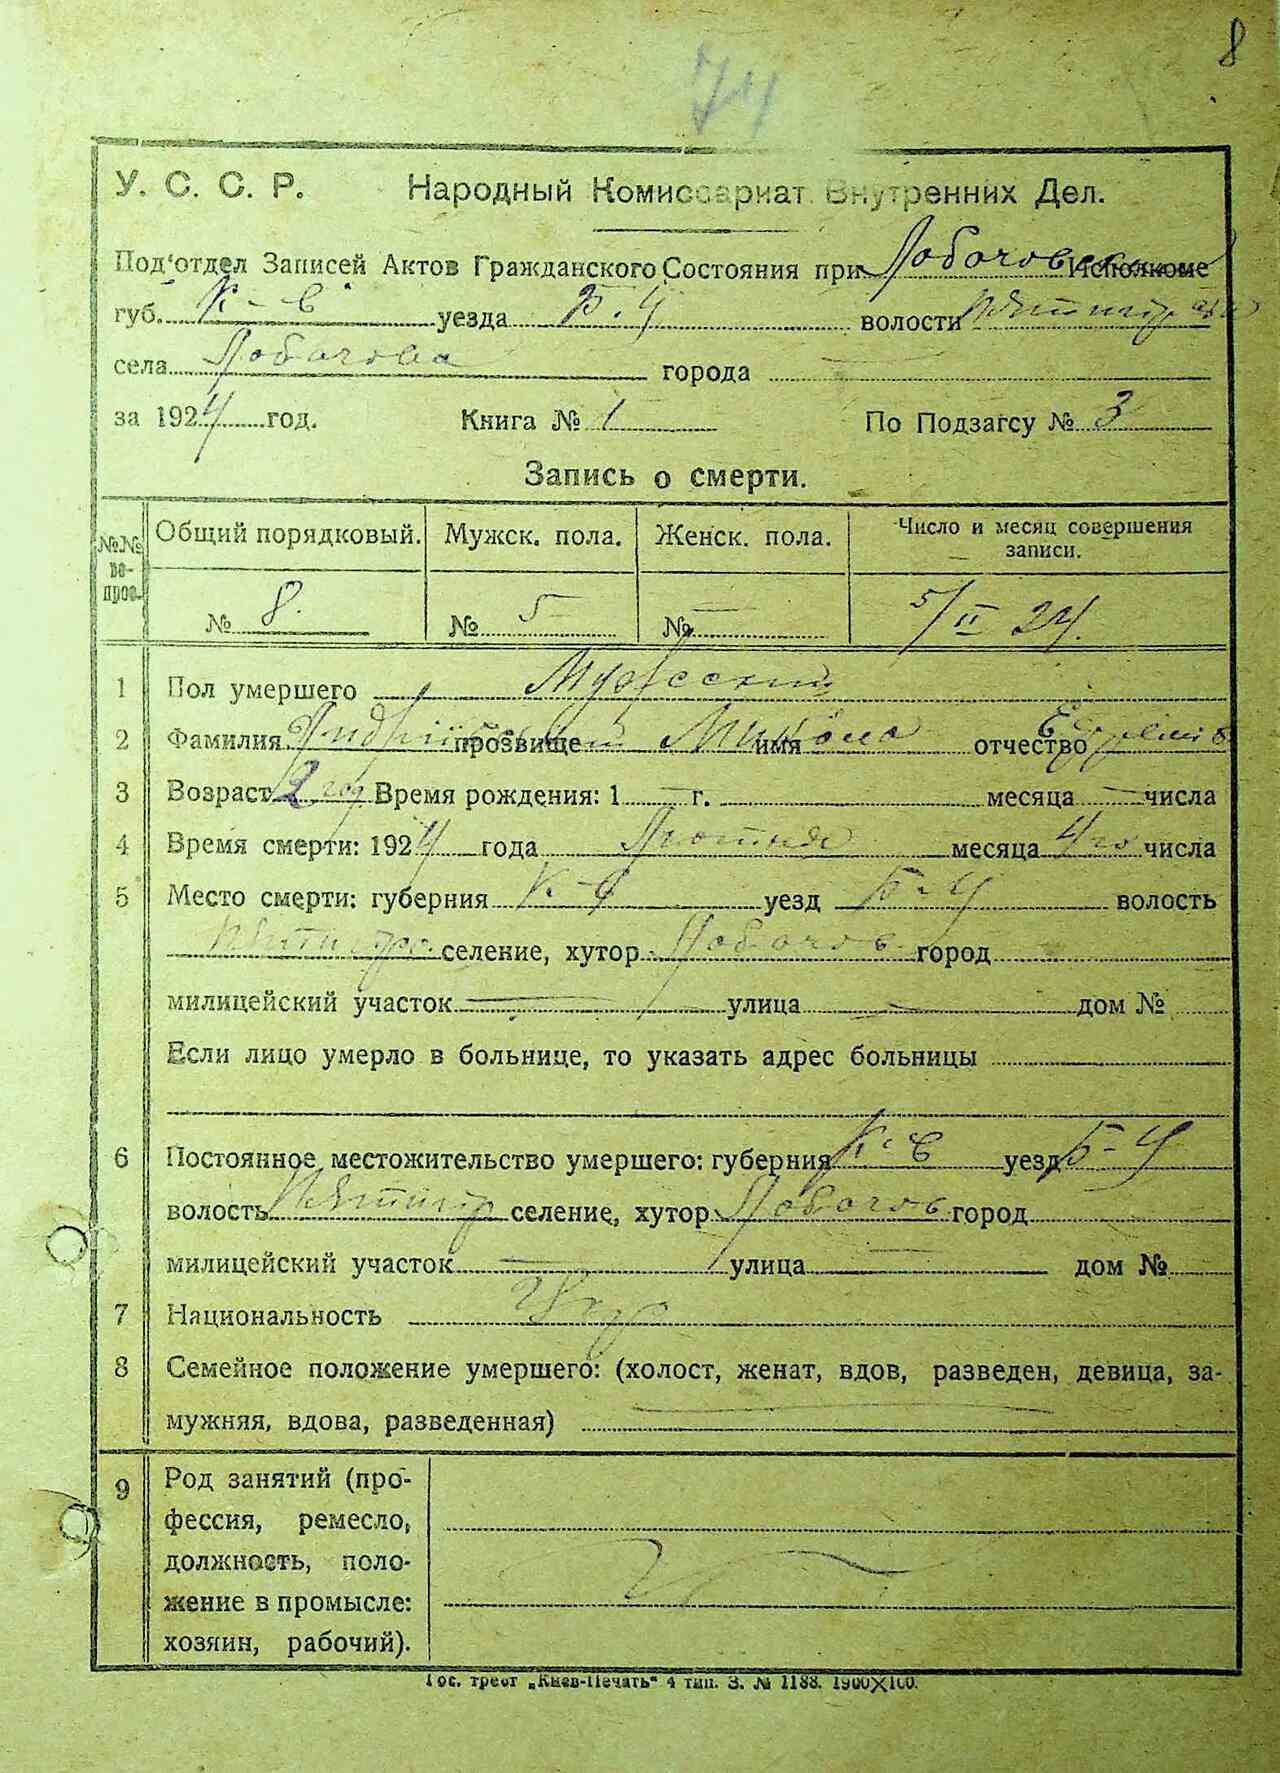 8
74
У. С. С. Р. Народный Комиссариат Внутренних Дел.
Под'отдел Записей Актов Гражданского Состояния при Исполкоме
губ. К-в уезда Б.Ц волости
села Лобачова города
за 1924 год. Книга № 1 По Подзагсу № 3
Запись о смерти.
№№ во-прос. Общий порядковый. Мужск. пола. Женск. пола. Число и месяц совершения записи.
№ 8. № 5 № — 5/II 24.
1 Пол умершего Мужеский
2 Фамилия прозвище Микола имя отчество
3 Возраст Время рождения: 1 — г. месяца — числа
4 Время смерти: 1924 года Лютня месяца 4го числа
5 Место смерти: губерния уезд Б-Ц волость
селение, хутор Лобачов город
милицейский участок — улица — дом №
Если лицо умерло в больнице, то указать адрес больницы
6 Постоянное местожительство умершего: губерния К-в уезд Б-Ц
волость селение, хутор Лобачов город
милицейский участок — улица — дом №
7 Национальность Укр
8 Семейное положение умершего: (холост, женат, вдов, разведен, девица, за-
мужняя, вдова, разведенная) —
9 Род занятий (про-
фессия, ремесло,
должность, поло-
жение в промысле:
хозяин, рабочий).
Гос. трест „Киев-Печать" 4 тип. З. № 1188. 1900X100.